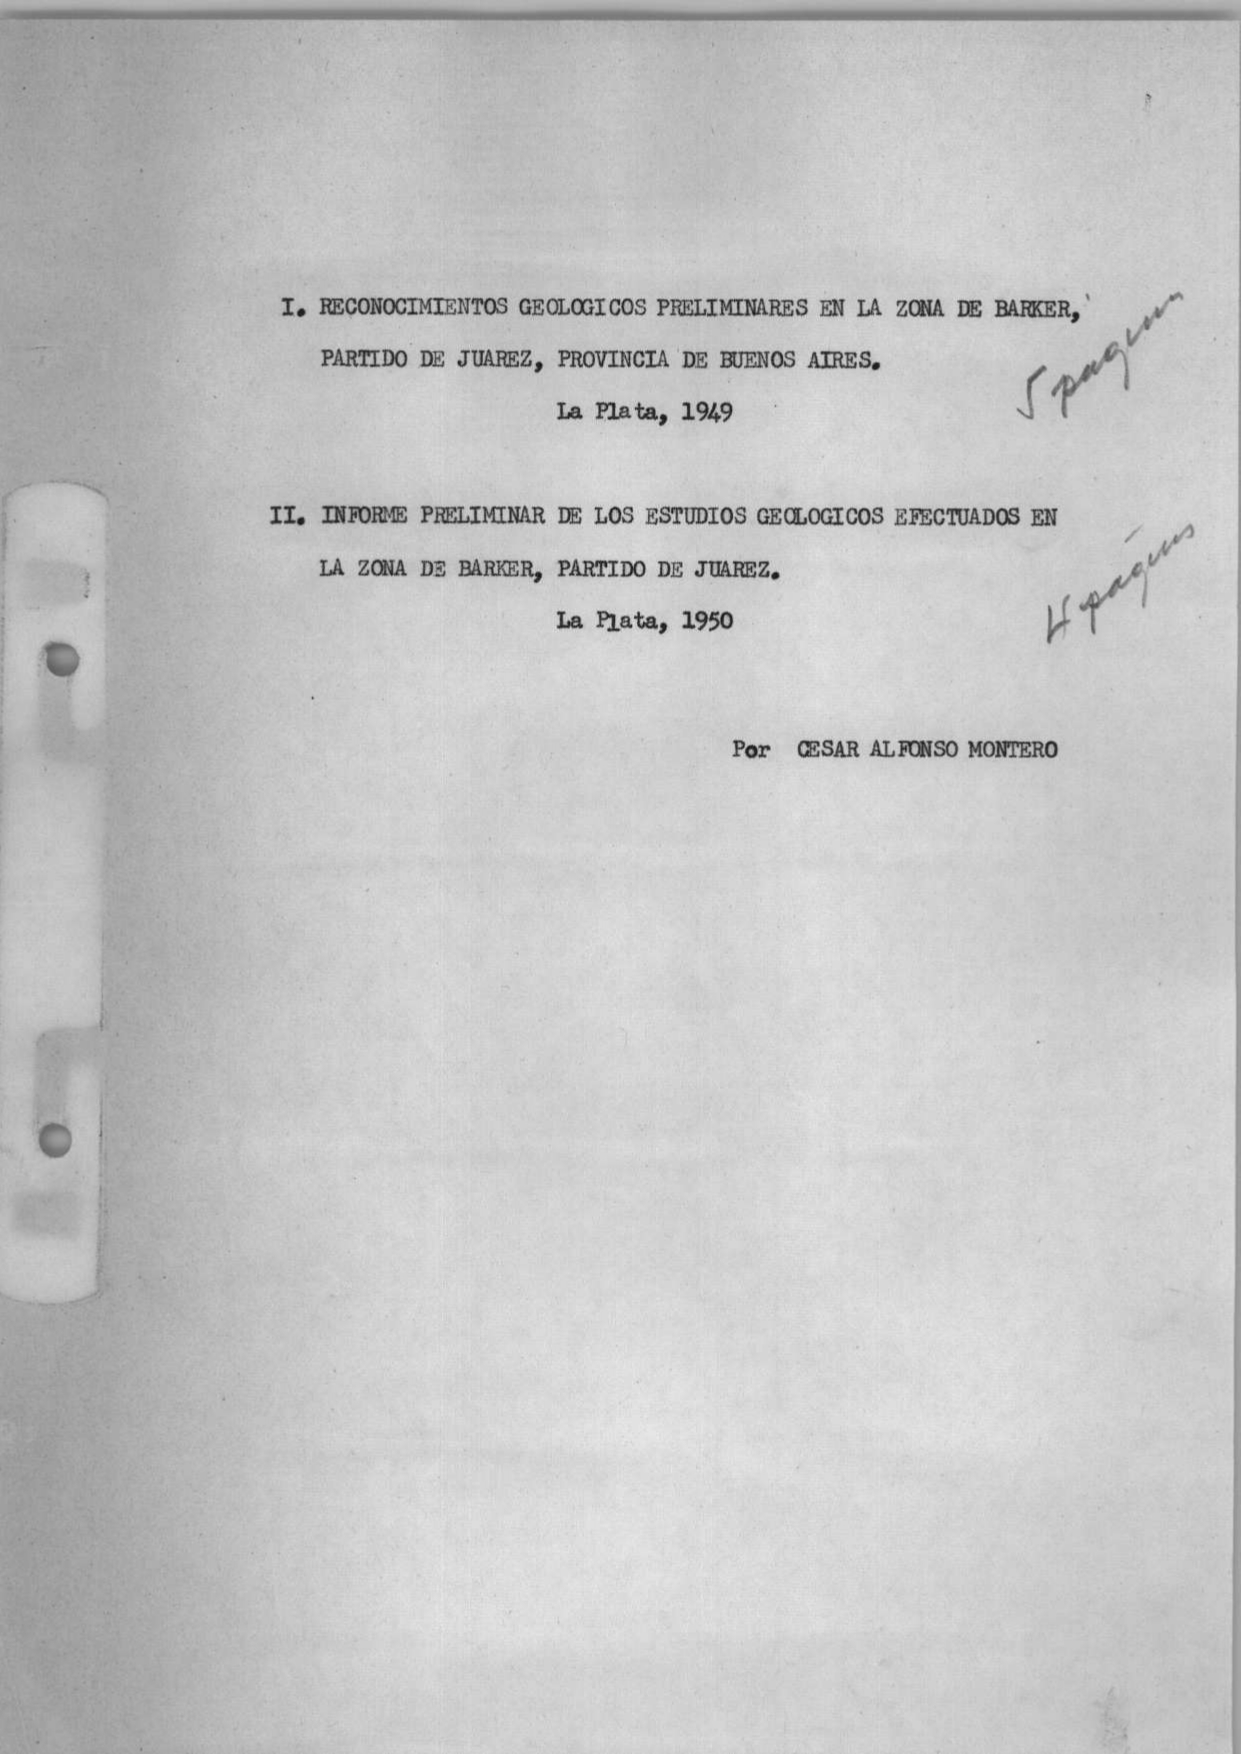 I. RECONOCIMIENTOS GEOLOGICOS PRELIMINARES EN LA ZONA DE BARKER,
PARTIDO DE JUAREZ, PROVINCIA DE BUENOS AIRES.
5 paginas
La Plata, 1949
II. INFORME PRELIMINAR DE LOS ESTUDIOS GEOLOGICOS EFECTUADOS EN
LA ZONA DE BARKER, PARTIDO DE JUAREZ.
4 páginas
La Plata, 1950
Por CESAR ALFONSO MONTERO